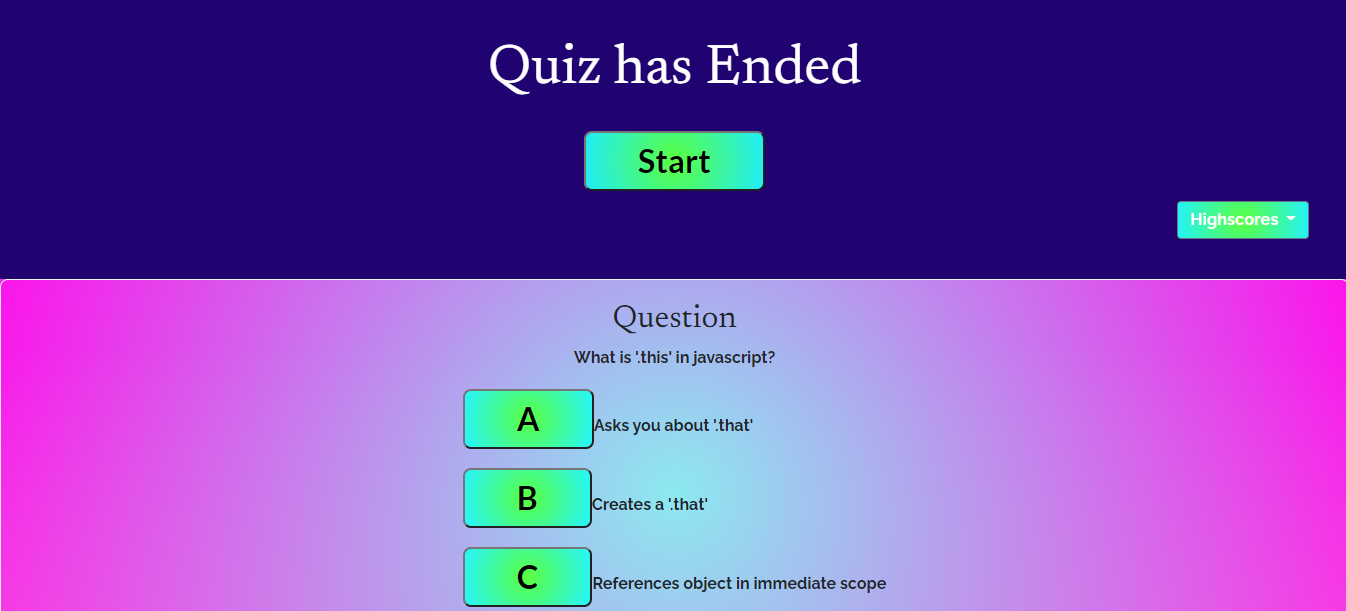 Quiz has Ended
Start
Highscores
Question
What is '.this' in javascript?
A Asks you about '.that'
B Creates a '.that'
C References object in immediate scope